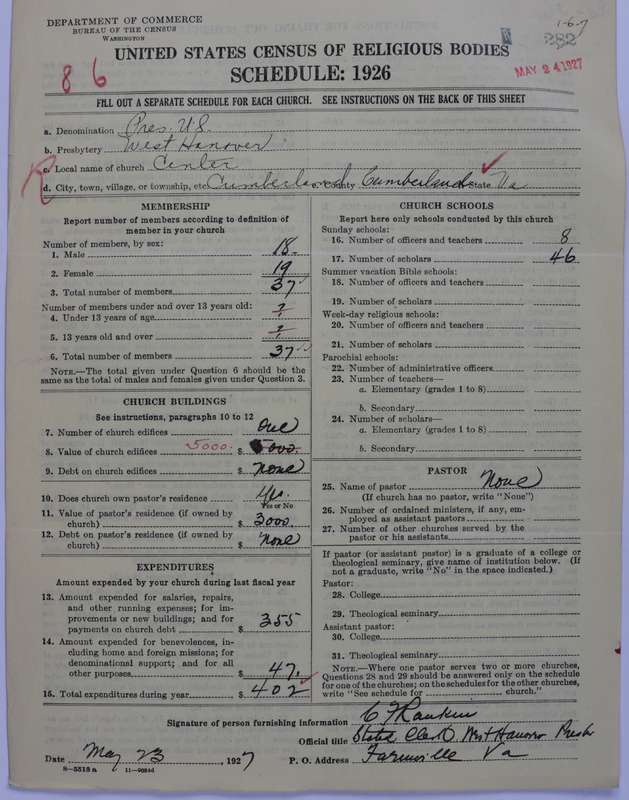 DEPARTMENT OF COMMERCE
BUREAU OF THE CENSUS
WASHINGTON
1-6-7
282
MAY 24 1927
86
UNITED STATES CENSUS OF RELIGIOUS BODIES
SCHEDULE: 1926
FILL OUT A SEPARATE SCHEDULE FOR EACH CHURCH. SEE INSTRUCTIONS ON THE BACK OF THIS SHEET
a. Denomination Pres. U.S.
b. Presbytery West Hanover
c. Local name of church Center
R
d. City, town, village, or township, etc. Cumberland or County Cumberland State Va
MEMBERSHIP
Report number of members according to definition of
member in your church
Number of members, by sex:
1. Male 18
2. Female 19
3. Total number of members 37
Number of members under and over 13 years old:
4. Under 13 years of age ?
5. 13 years old and over ?
6. Total number of members 37
NOTE.—The total given under Question 6 should be the
same as the total of males and females given under Question 3.
CHURCH BUILDINGS
See instructions, paragraphs 10 to 12
7. Number of church edifices One
8. Value of church edifices 5000. $ 5000.
9. Debt on church edifices $ None
10. Does church own pastor's residence Yes.
Yes or No
11. Value of pastor's residence (if owned by
church) $ 3000.
12. Debt on pastor's residence (if owned by
church) $ None
EXPENDITURES
Amount expended by your church during last fiscal year
13. Amount expended for salaries, repairs,
and other running expenses; for im-
provements or new buildings; and for
payments on church debt $ 355
14. Amount expended for benevolences, in-
cluding home and foreign missions; for
denominational support; and for all
other purposes $ 47.
15. Total expenditures during year $ 402
CHURCH SCHOOLS
Report here only schools conducted by this church
Sunday schools:
16. Number of officers and teachers 8
17. Number of scholars 46
Summer vacation Bible schools:
18. Number of officers and teachers
19. Number of scholars
Week-day religious schools:
20. Number of officers and teachers
21. Number of scholars
Parochial schools:
22. Number of administrative officers
23. Number of teachers—
a. Elementary (grades 1 to 8)
b. Secondary
24. Number of scholars—
a. Elementary (grades 1 to 8)
b. Secondary
PASTOR
25. Name of pastor None
(If church has no pastor, write "None")
26. Number of ordained ministers, if any, em-
ployed as assistant pastors
27. Number of other churches served by the
pastor or his assistants
If pastor (or assistant pastor) is a graduate of a college or
theological seminary, give name of institution below. (If
not a graduate, write "No" in the space indicated.)
Pastor:
28. College
29. Theological seminary
Assistant pastor:
30. College
31. Theological seminary
NOTE.—Where one pastor serves two or more churches,
Questions 28 and 29 should be answered only on the schedule
for one of the churches; on the schedules for the other churches,
write "See schedule for church."
Signature of person furnishing information C T Rankin
Official title Stated Clerk West Hanover Presby
Date May 23, 1927 P. O. Address Farmville Va
8—5513a 11—9054d